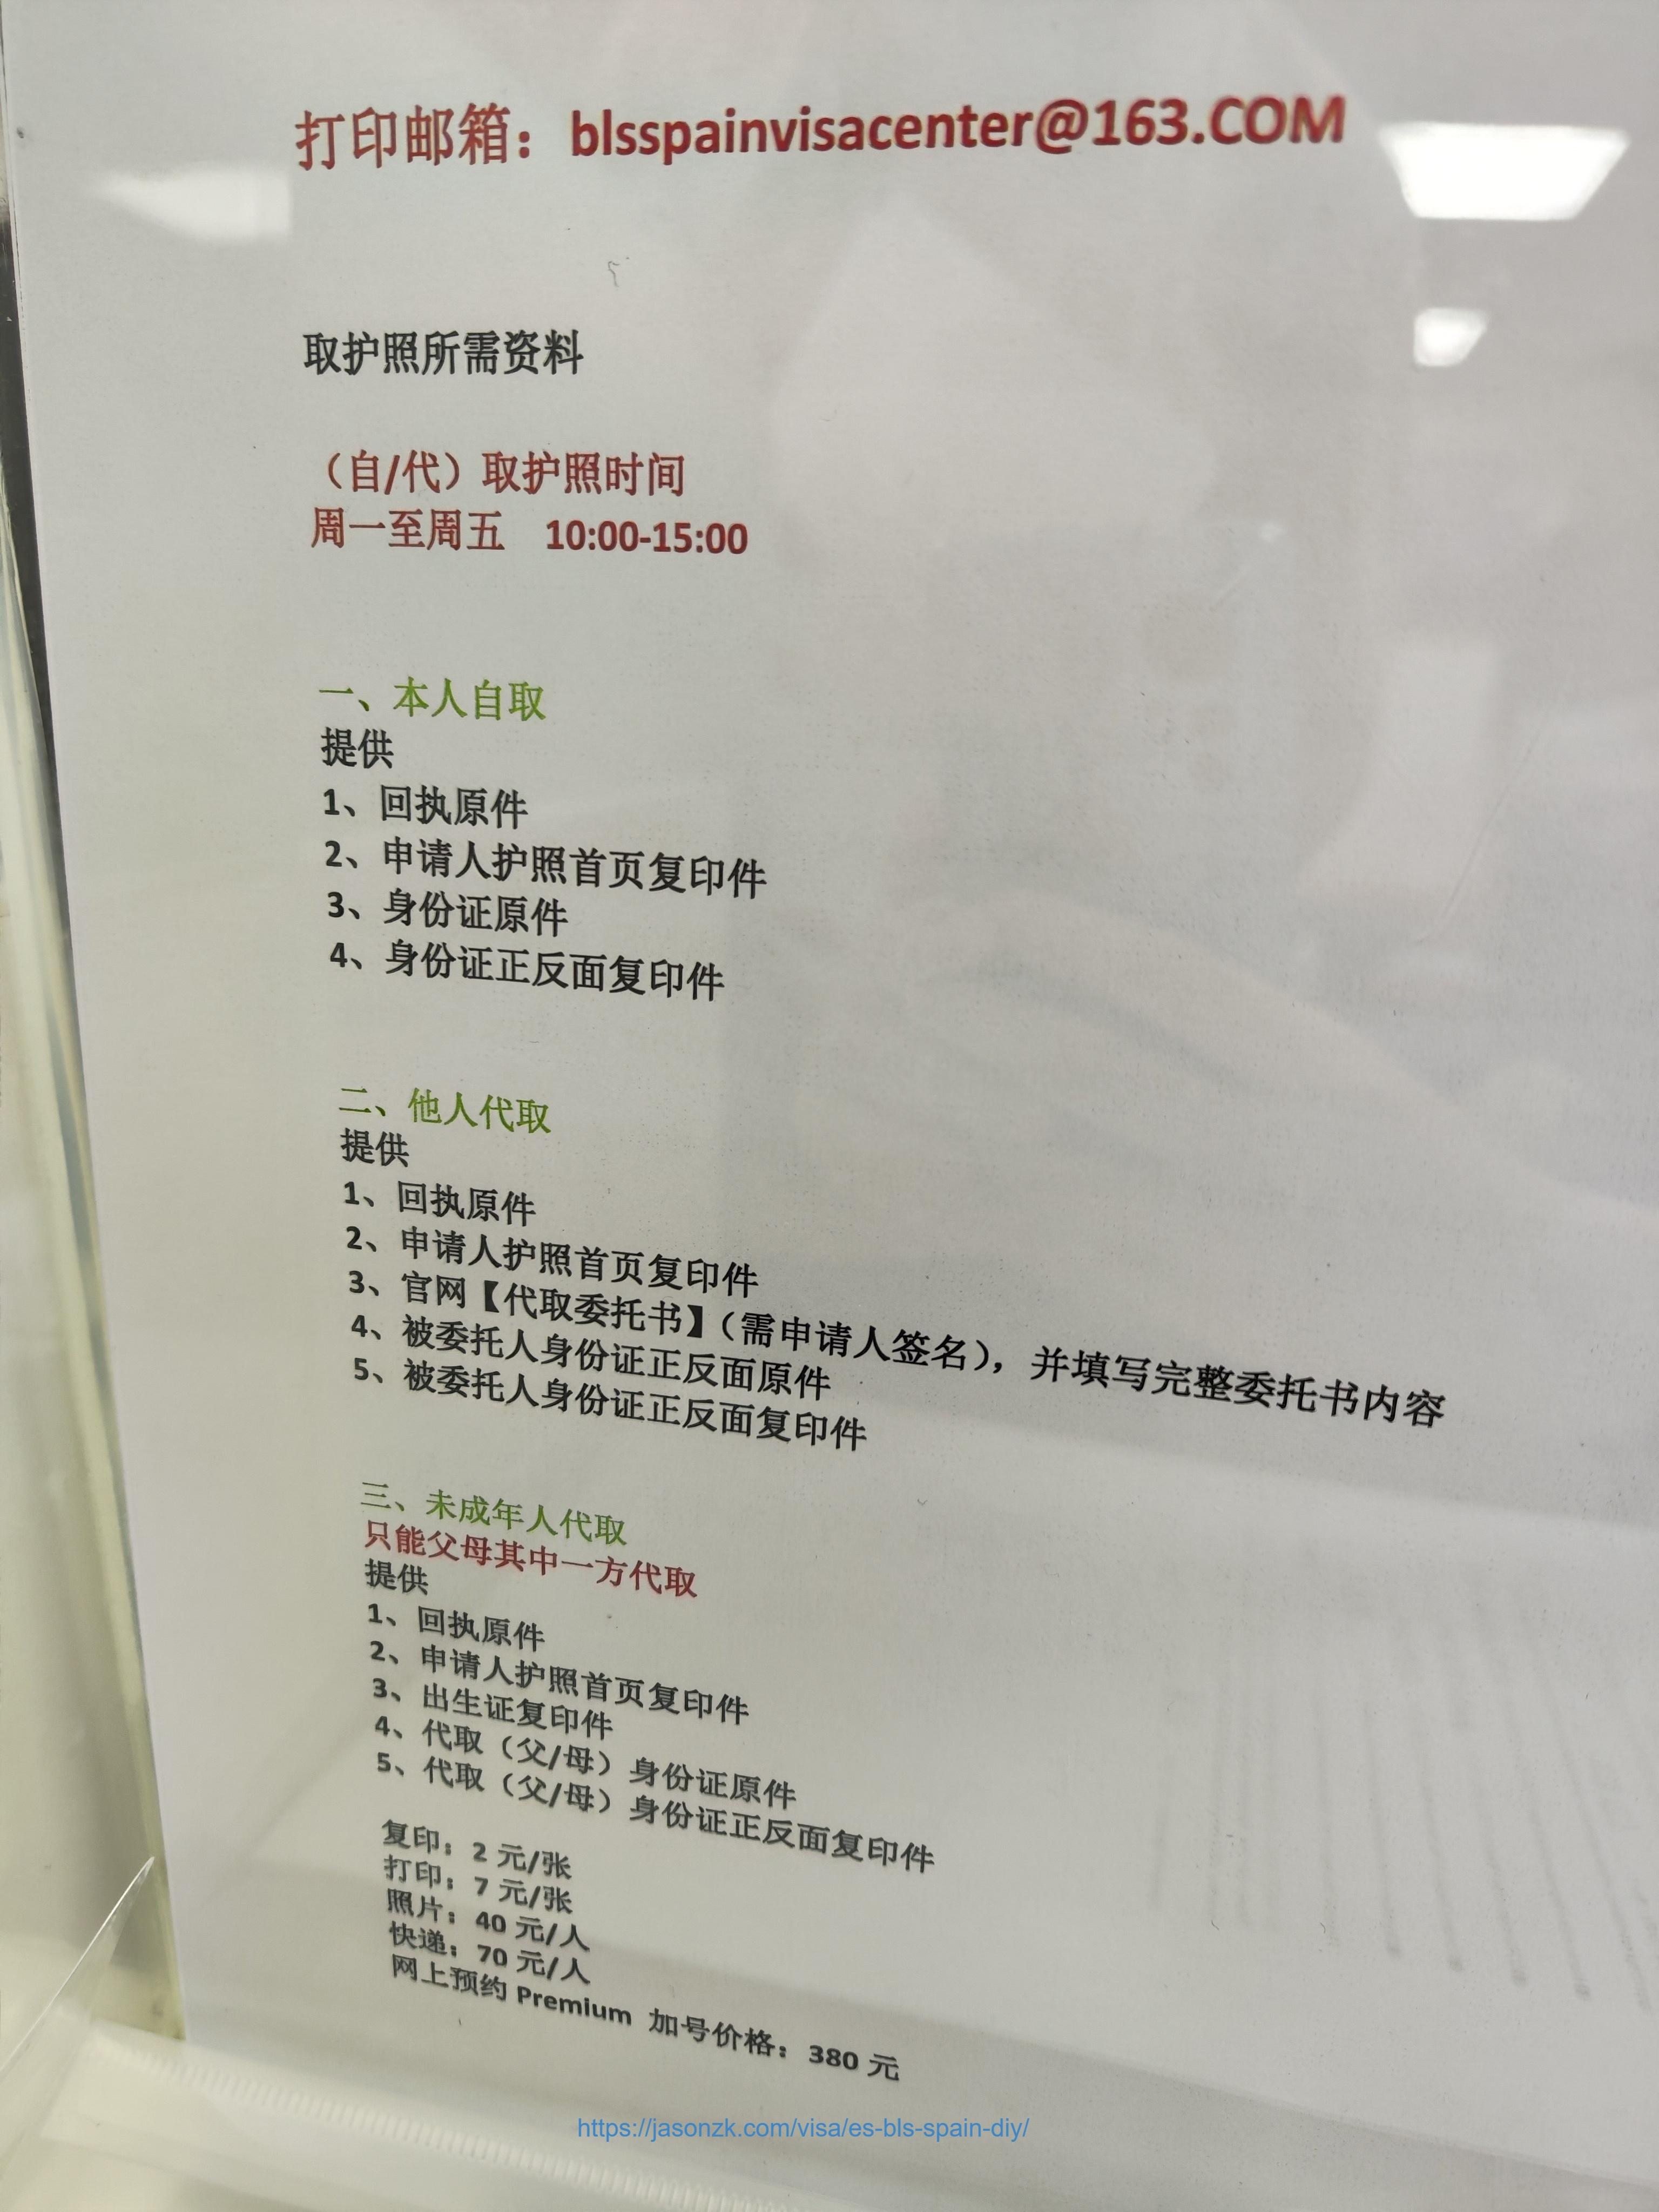 打印邮箱：blsspainvisacenter@163.COM
取护照所需资料
（自/代）取护照时间
周一至周五 10:00-15:00
一、本人自取
提供
1、回执原件
2、申请人护照首页复印件
3、身份证原件
4、身份证正反面复印件
二、他人代取
提供
1、回执原件
2、申请人护照首页复印件
3、官网【代取委托书】（需申请人签名），并填写完整委托书内容
4、被委托人身份证正反面原件
5、被委托人身份证正反面复印件
三、未成年人代取
只能父母其中一方代取
提供
1、回执原件
2、申请人护照首页复印件
3、出生证复印件
4、代取（父/母）身份证原件
5、代取（父/母）身份证正反面复印件
复印：2 元/张
打印：7 元/张
照片：40 元/人
快递：70 元/人
网上预约 Premium 加号价格：380 元
https://jasonzk.com/visa/es-bls-spain-diy/